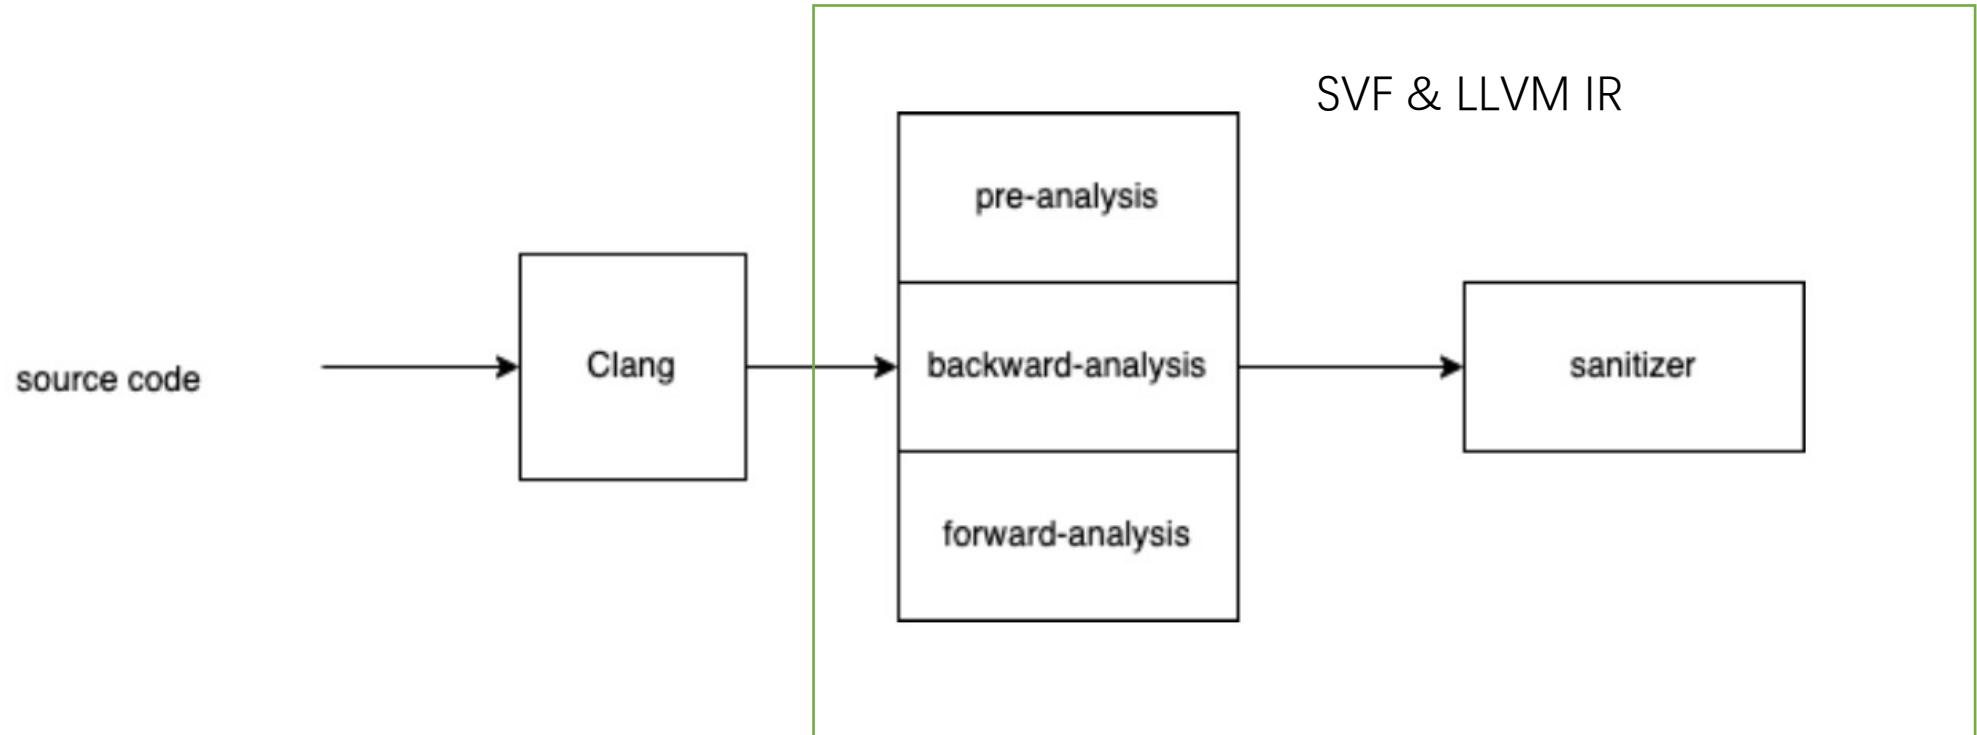 SVF & LLVM IR
pre-analysis
source code
Clang
backward-analysis
sanitizer
forward-analysis